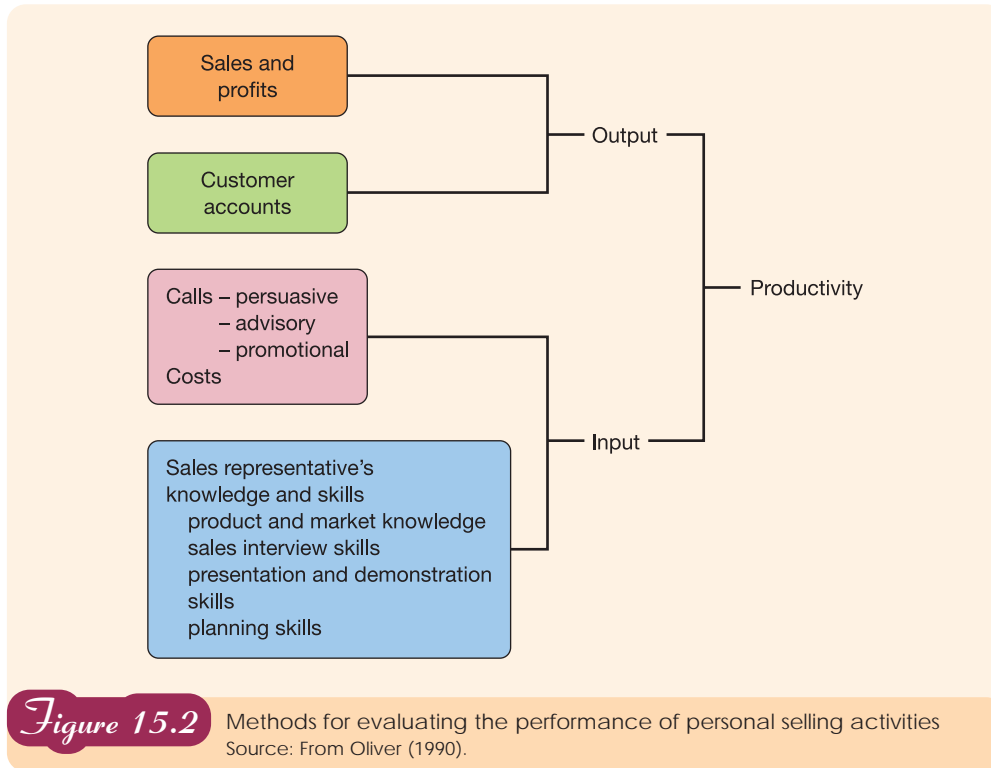 Sales and
profits
Customer
accounts
Output
Calls – persuasive
– advisory
– promotional
Costs
Productivity
Input
Sales representative’s
knowledge and skills
product and market knowledge
sales interview skills
presentation and demonstration
skills
planning skills
Figure 15.2
Methods for evaluating the performance of personal selling activities
Source: From Oliver (1990).